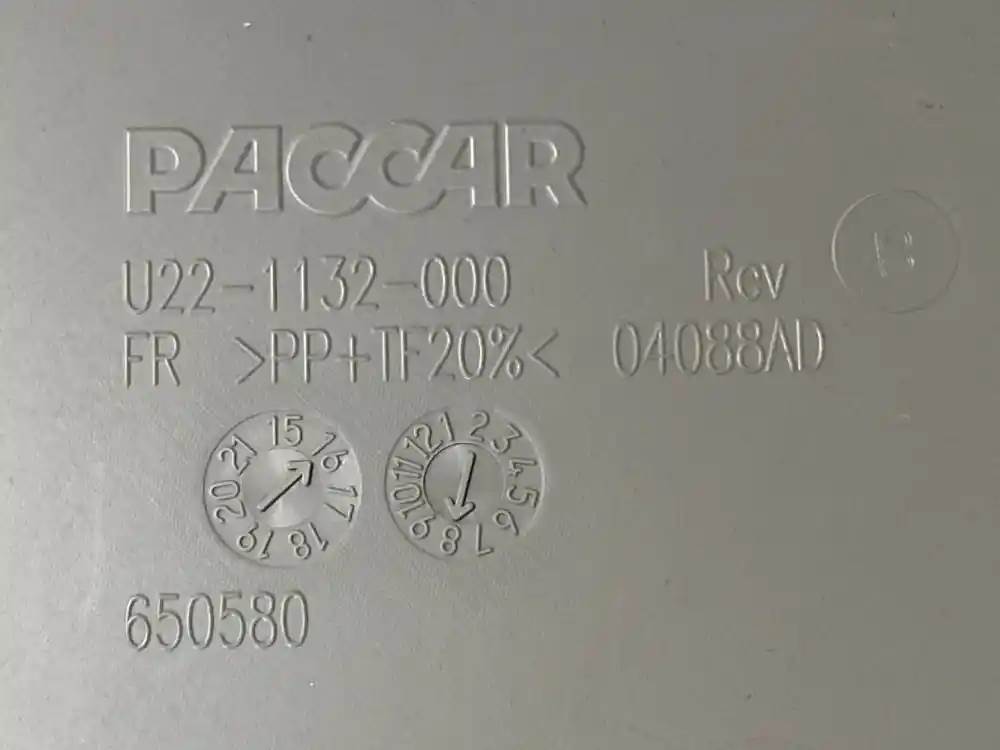 PACCAR
U22-1132-000 Rev B
FR >PP+TF20%< 04088AD
15 16 17 18 19 20 21
1 2 3 4 5 6 7 8 9 10 11 12
650580